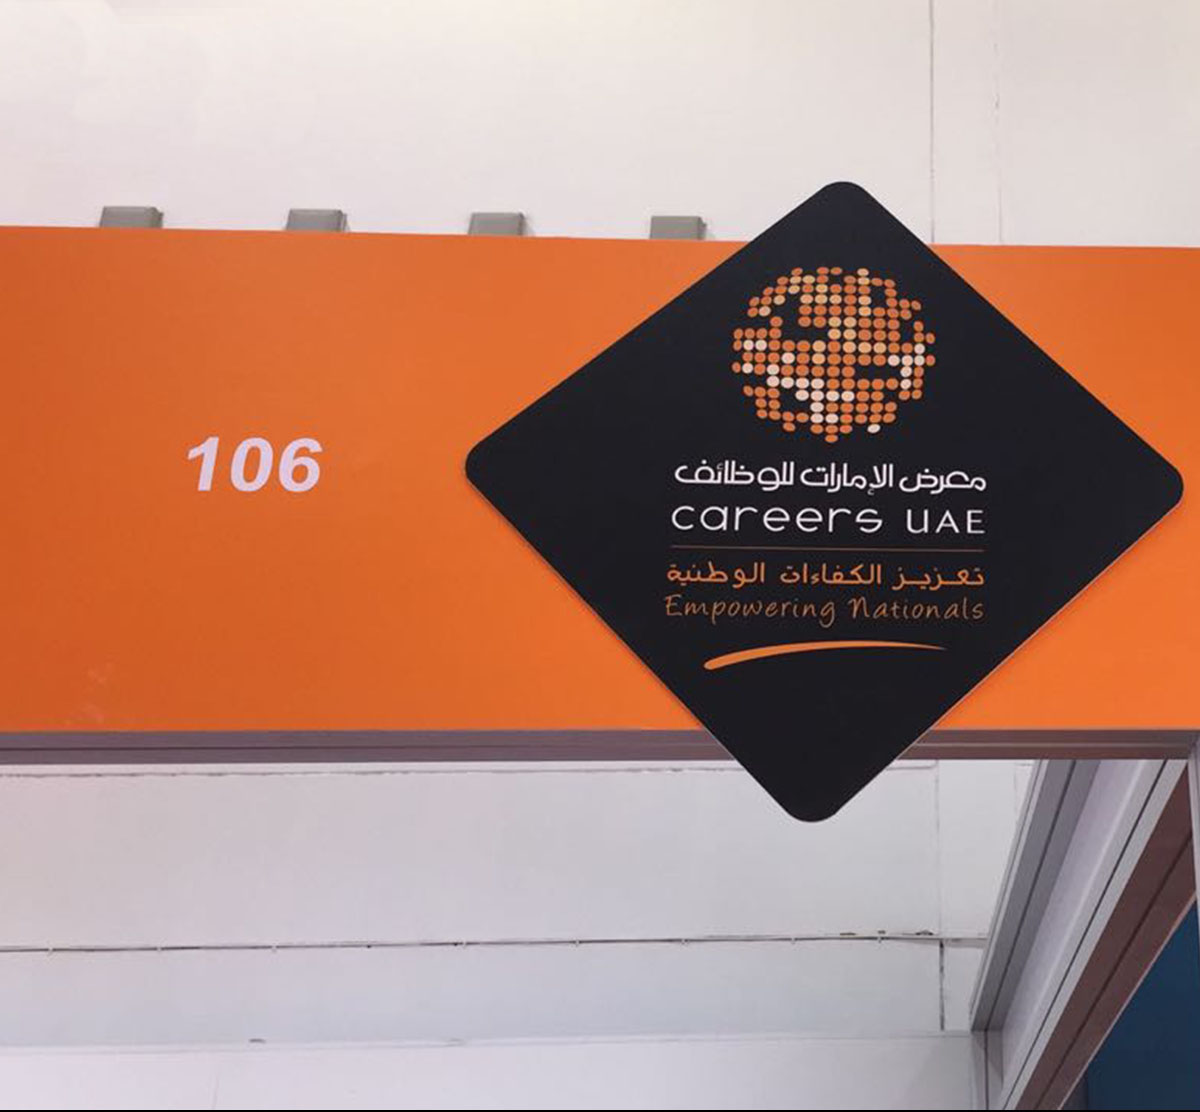 106
معرض الإمارات للوظائف
careers UAE
تعزيز الكفاءات الوطنية
Empowering Nationals